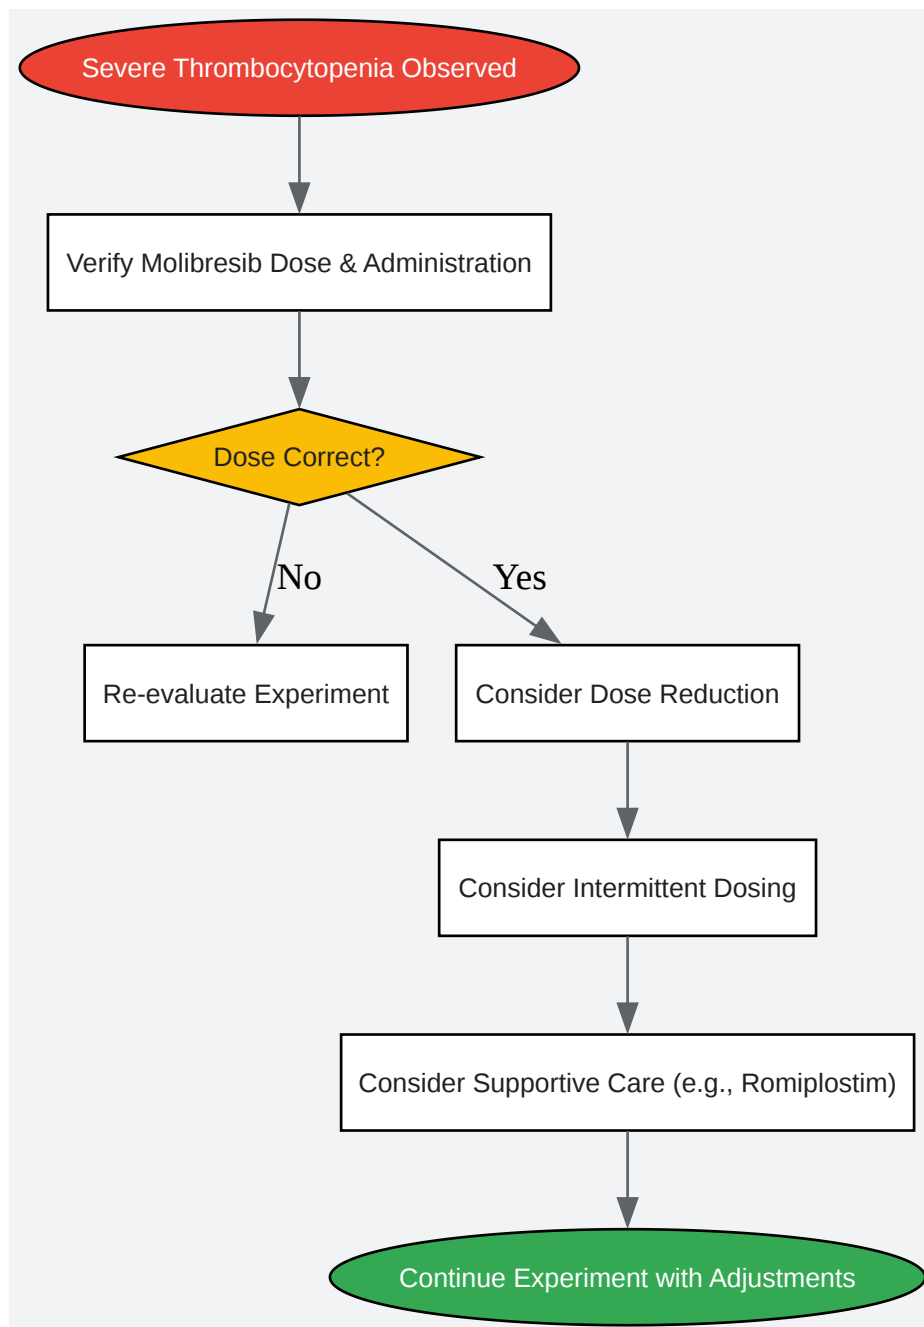 Severe Thrombocytopenia Observed
Verify Molibresib Dose & Administration
Dose Correct?
No
Yes
Re-evaluate Experiment
Consider Dose Reduction
Consider Intermittent Dosing
Consider Supportive Care (e.g., Romiplostim)
Continue Experiment with Adjustments